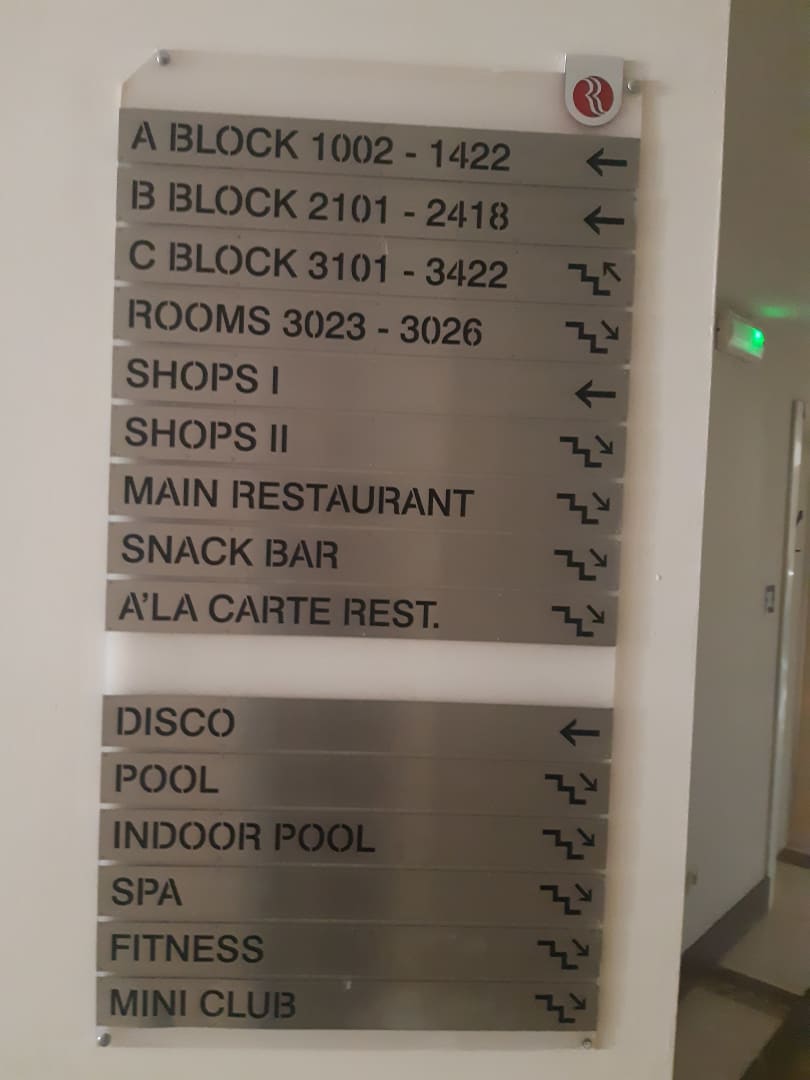 A BLOCK 1002 - 1422
B BLOCK 2101 - 2418
C BLOCK 3101 - 3422
ROOMS 3023 - 3026
SHOPS I
SHOPS II
MAIN RESTAURANT
SNACK BAR
A'LA CARTE REST.
DISCO
POOL
INDOOR POOL
SPA
FITNESS
MINI CLUB